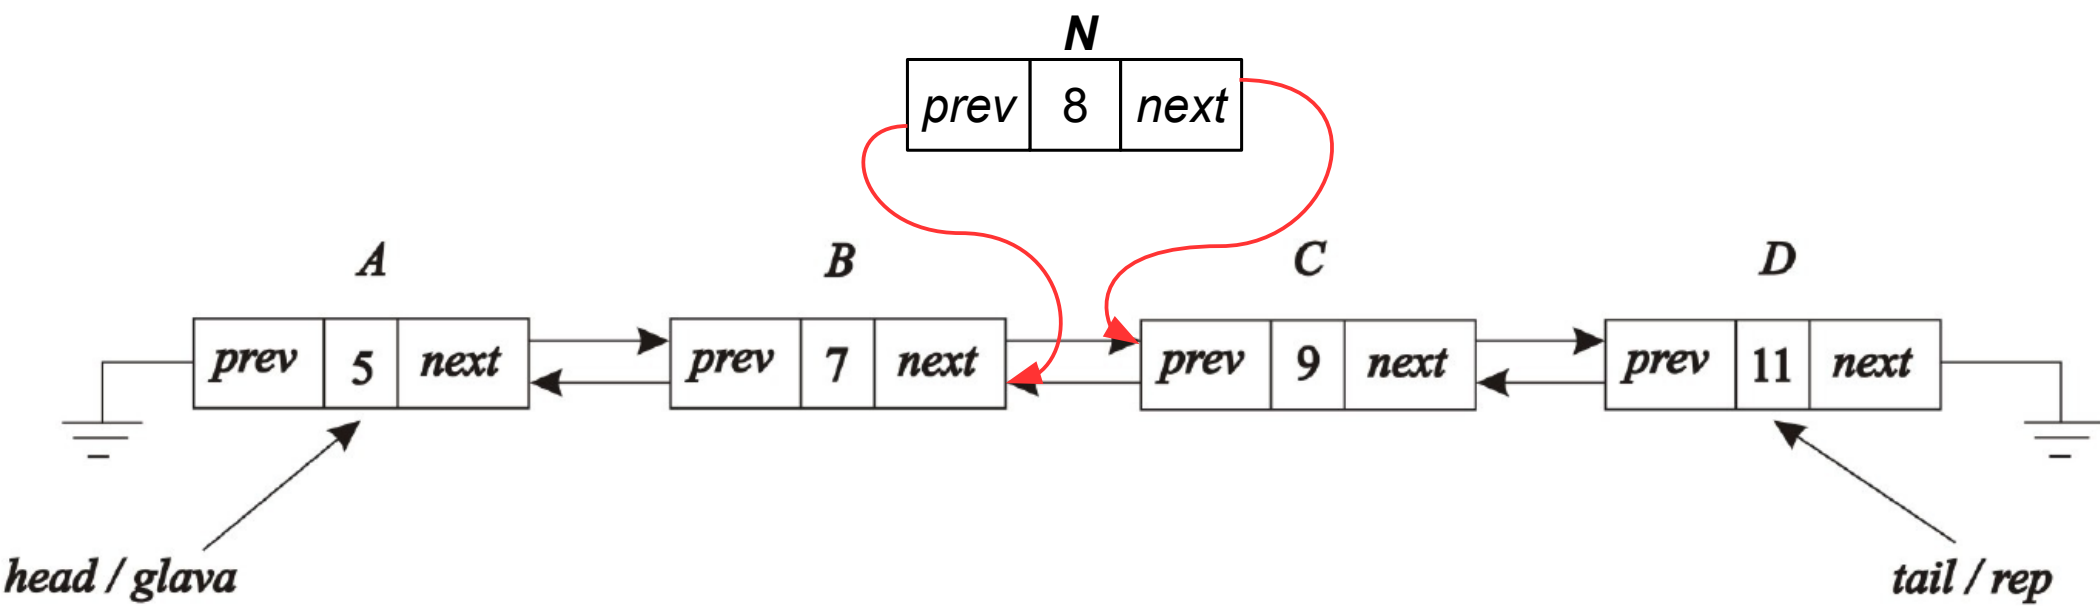 N
prev 8 next
A B C D
prev 5 next prev 7 next prev 9 next prev 11 next
head / glava tail / rep